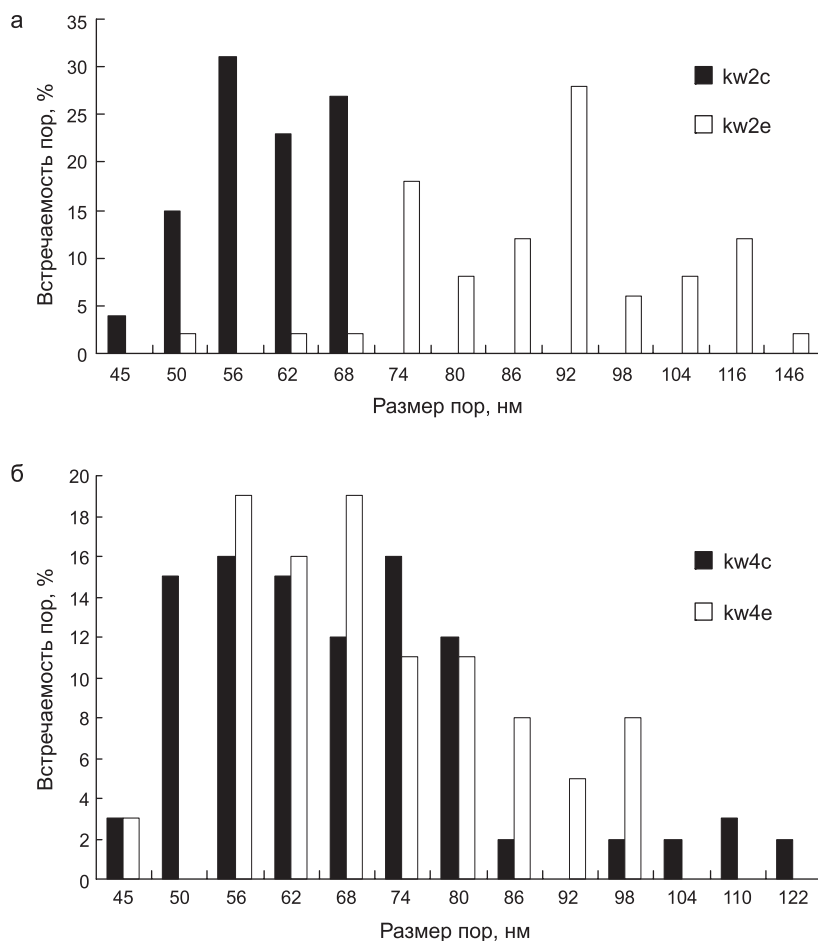 а
35
30
25
20
15
10
5
0
Встречаемость пор, %
kw2c
kw2e
45 50 56 62 68 74 80 86 92 98 104 116 146
Размер пор, нм
б
20
18
16
14
12
10
8
6
4
2
0
Встречаемость пор, %
kw4c
kw4e
45 50 56 62 68 74 80 86 92 98 104 110 122
Размер пор, нм